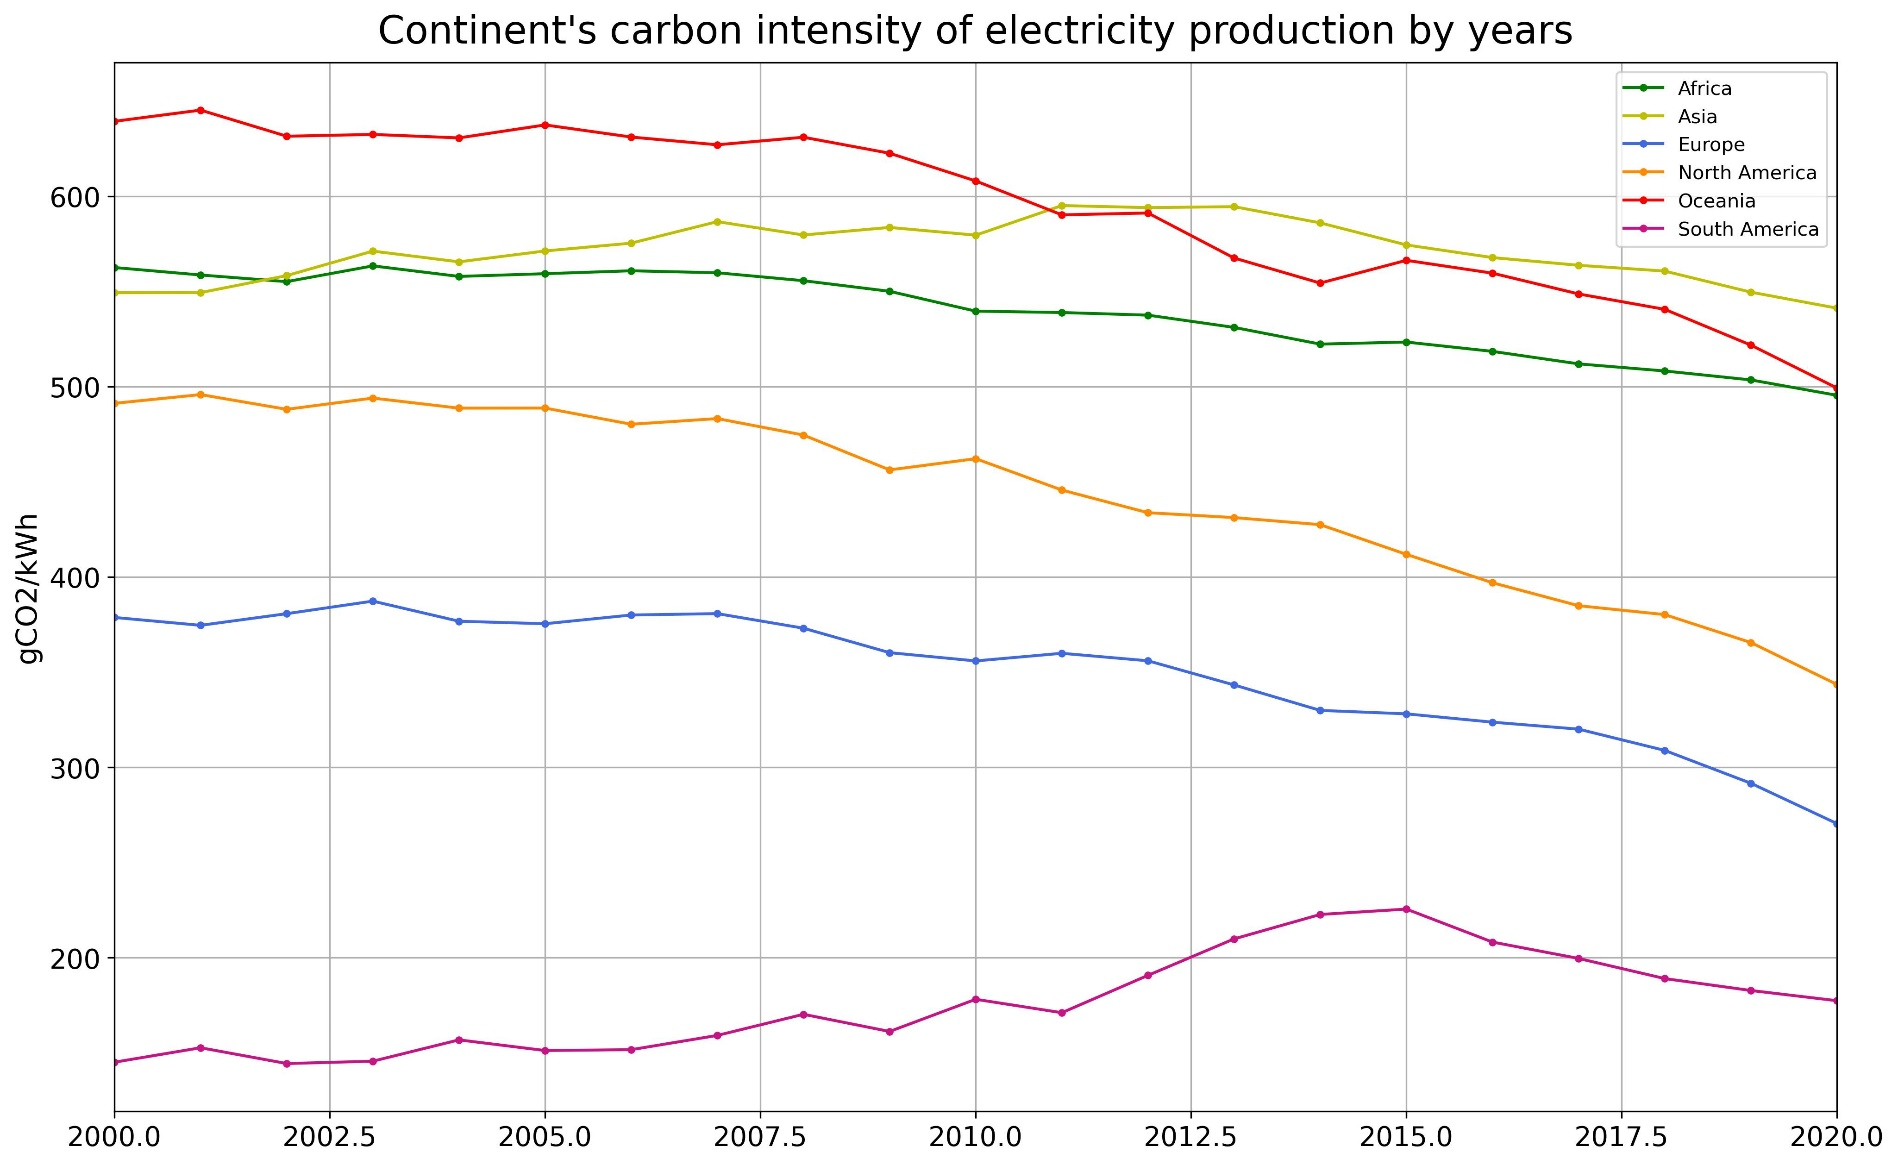 Continent's carbon intensity of electricity production by years
Africa
Asia
Europe
North America
Oceania
South America
gCO2/kWh
600
500
400
300
200
2000.0 2002.5 2005.0 2007.5 2010.0 2012.5 2015.0 2017.5 2020.0